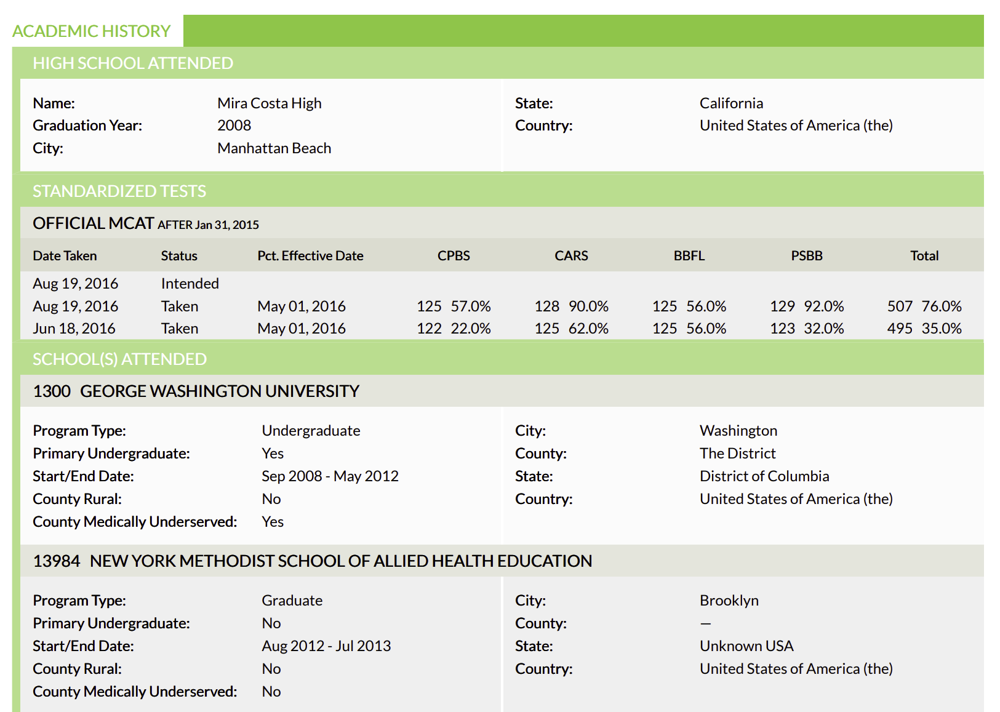 ACADEMIC HISTORY
HIGH SCHOOL ATTENDED
Name: Mira Costa High State: California
Graduation Year: 2008 Country: United States of America (the)
City: Manhattan Beach
STANDARDIZED TESTS
OFFICIAL MCAT AFTER Jan 31, 2015
Date Taken Status Pct. Effective Date CPBS CARS BBFL PSBB Total
Aug 19, 2016 Intended
Aug 19, 2016 Taken May 01, 2016 125 57.0% 128 90.0% 125 56.0% 129 92.0% 507 76.0%
Jun 18, 2016 Taken May 01, 2016 122 22.0% 125 62.0% 125 56.0% 123 32.0% 495 35.0%
SCHOOL(S) ATTENDED
1300 GEORGE WASHINGTON UNIVERSITY
Program Type: Undergraduate City: Washington
Primary Undergraduate: Yes County: The District
Start/End Date: Sep 2008 - May 2012 State: District of Columbia
County Rural: No Country: United States of America (the)
County Medically Underserved: Yes
13984 NEW YORK METHODIST SCHOOL OF ALLIED HEALTH EDUCATION
Program Type: Graduate City: Brooklyn
Primary Undergraduate: No County: —
Start/End Date: Aug 2012 - Jul 2013 State: Unknown USA
County Rural: No Country: United States of America (the)
County Medically Underserved: No